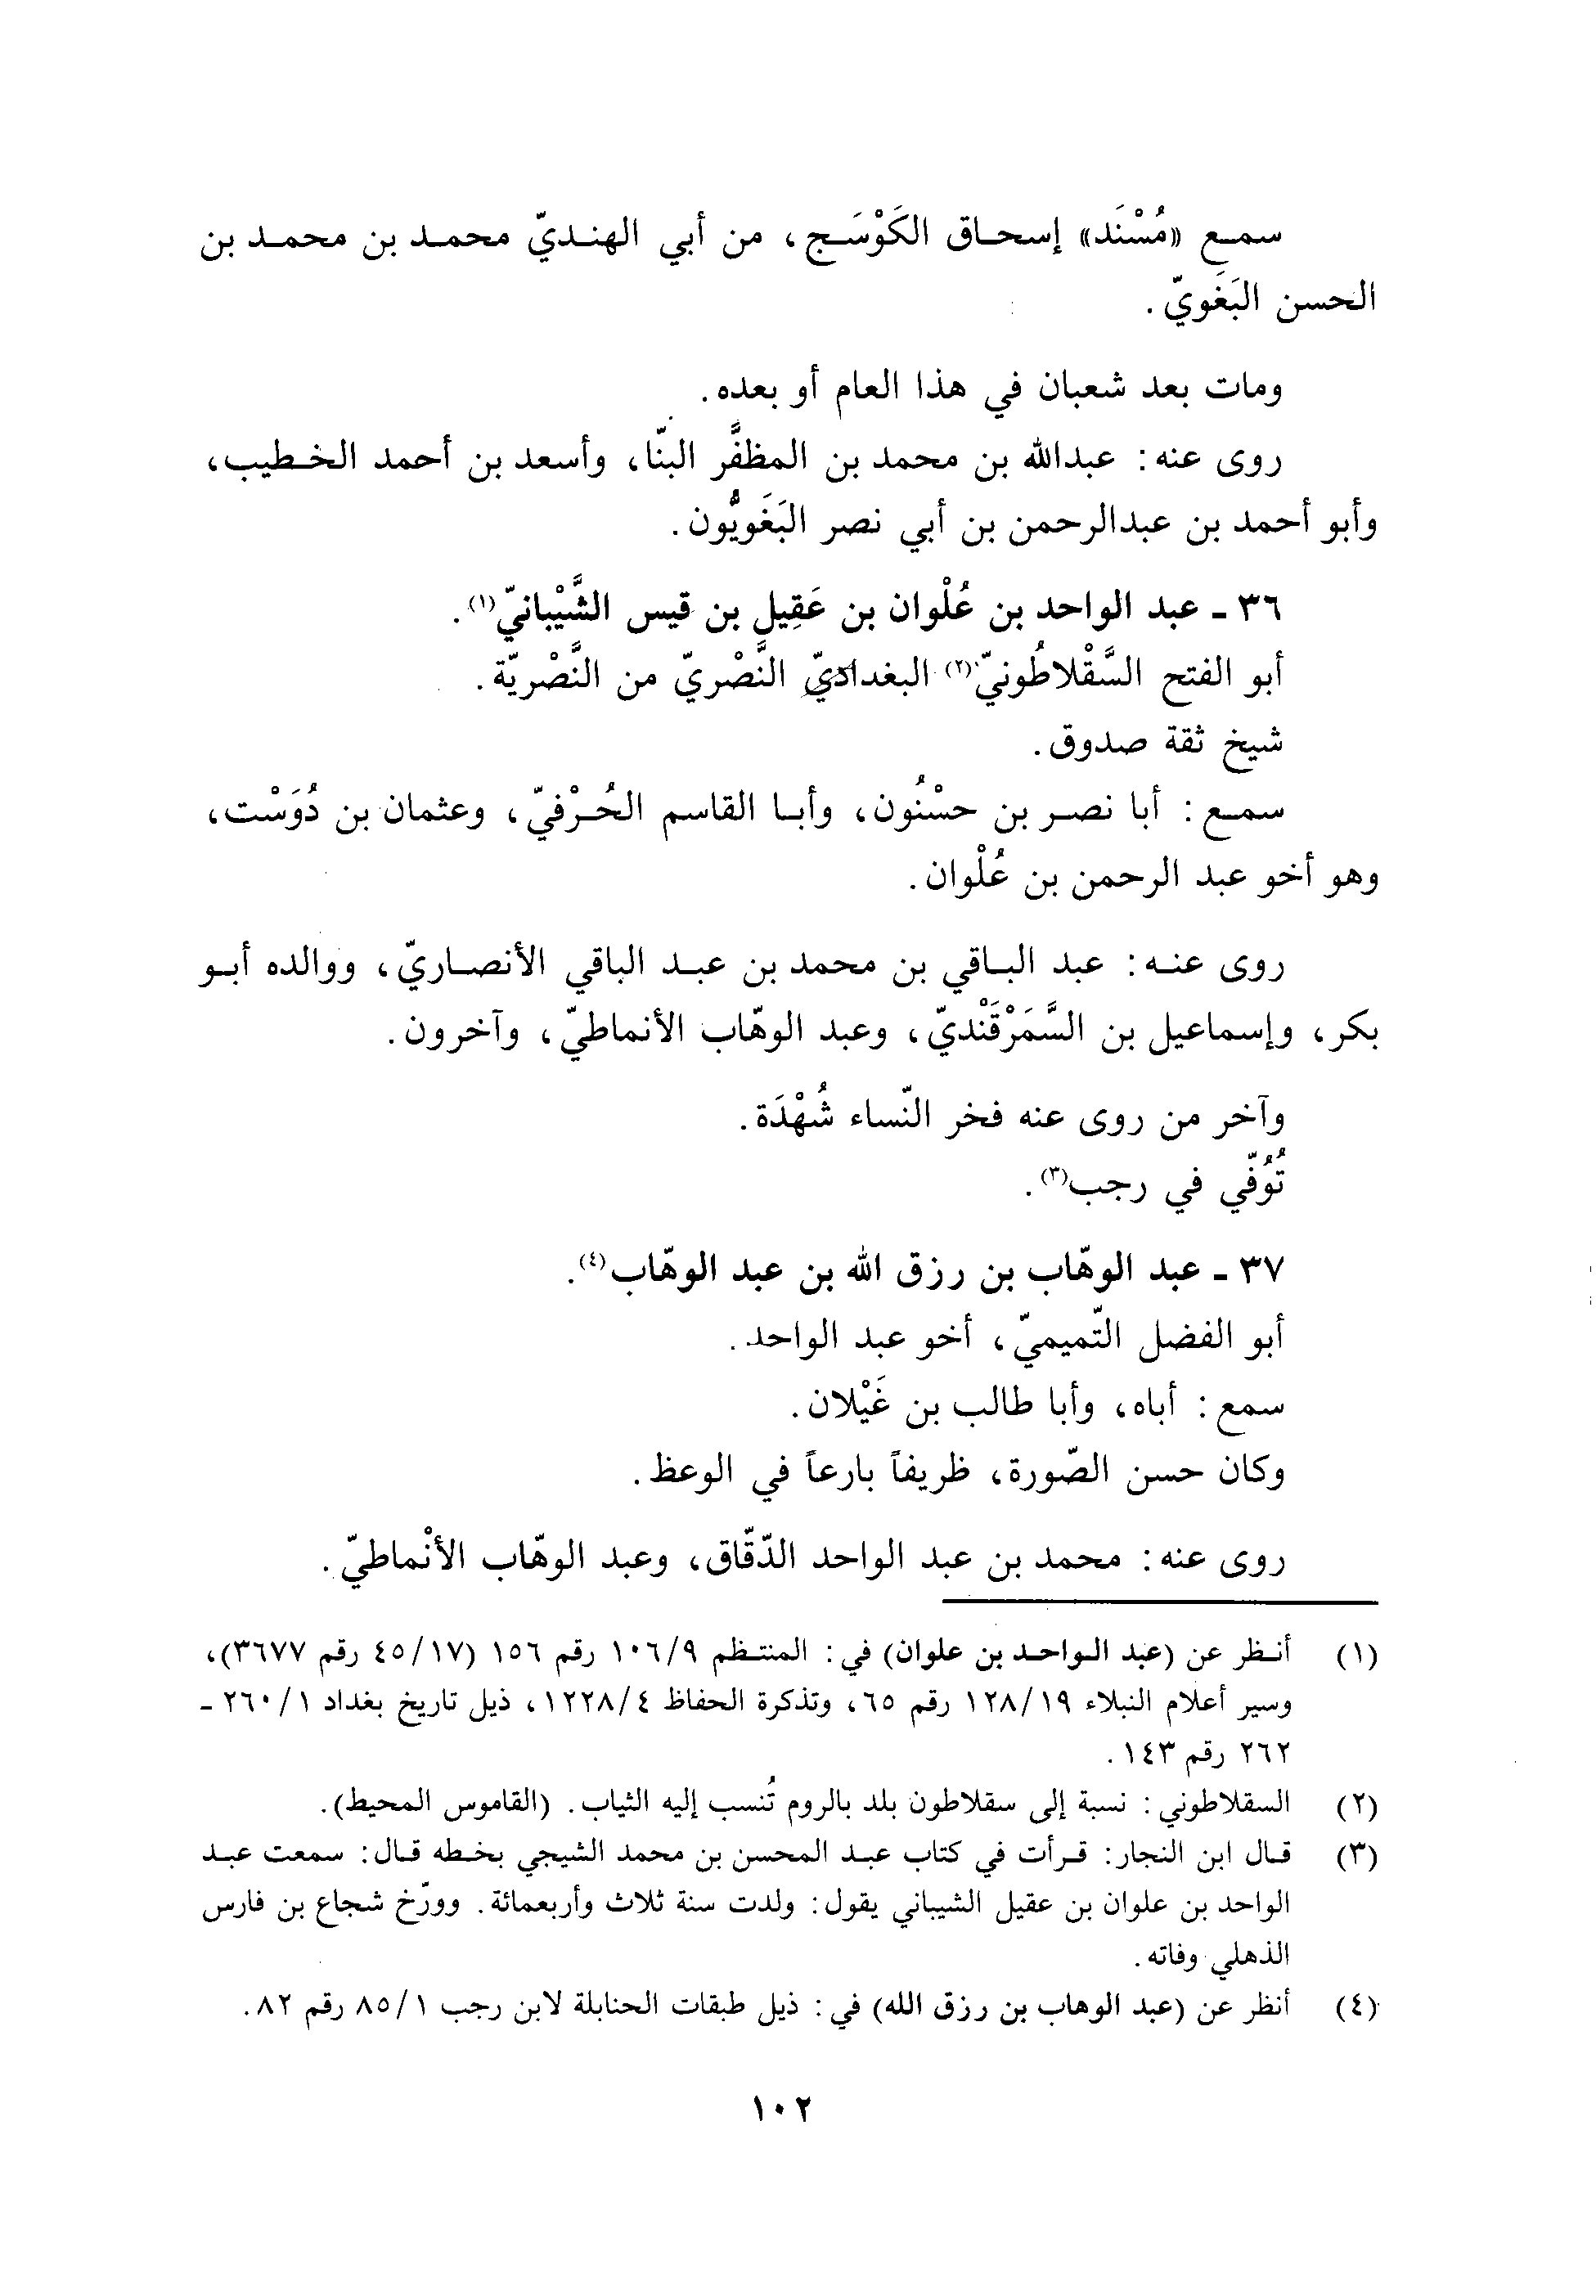 سمع «مُسْنَد» إسحاق الكَوْسَج، من أبي الهنديّ محمد بن محمد بن
الحسن البَغَويّ.
ومات بعد شعبان في هذا العام أو بعده.
روى عنه: عبدالله بن محمد بن المظفَّر البنّا، وأسعد بن أحمد الخطيب،
وأبو أحمد بن عبدالرحمن بن أبي نصر البَغَويُّون.
٣٦ ـ عبد الواحد بن عُلْوان بن عَقِيل بن قيس الشَّيْبانيّ(١).
أبو الفتح السَّقْلاطُونيّ(٢) البغداديّ النَّصْريّ من النَّصْريّة.
شيخ ثقة صدوق.
سمع: أبا نصر بن حسْنُون، وأبا القاسم الحُرْفيّ، وعثمان بن دُوَسْت،
وهو أخو عبد الرحمن بن عُلْوان.
روى عنه: عبد الباقي بن محمد بن عبد الباقي الأنصاريّ، ووالده أبو
بكر، وإسماعيل بن السَّمَرْقَنْديّ، وعبد الوهّاب الأنماطيّ، وآخرون.
وآخر من روى عنه فخر النّساء شُهْدَة.
تُوُفّي في رجب(٣).
٣٧ ـ عبد الوهّاب بن رزق الله بن عبد الوهّاب(٤).
أبو الفضل التّميميّ، أخو عبد الواحد.
سمع: أباه، وأبا طالب بن غَيْلان.
وكان حسن الصّورة، ظريفاً بارعاً في الوعظ.
روى عنه: محمد بن عبد الواحد الدّقّاق، وعبد الوهّاب الأنْماطيّ.
(١) أنظر عن (عبد الواحد بن علوان) في: المنتظم ١٠٦/٩ رقم ١٥٦ (٤٥/١٧ رقم ٣٦٧٧)،
وسير أعلام النبلاء ١٢٨/١٩ رقم ٦٥، وتذكرة الحفاظ ١٢٢٨/٤، ذيل تاريخ بغداد ٢٦٠/١ ـ
٢٦٢ رقم ١٤٣.
(٢) السقلاطوني: نسبة إلى سقلاطون بلد بالروم تُنسب إليه الثياب. (القاموس المحيط).
(٣) قال ابن النجار: قرأت في كتاب عبد المحسن بن محمد الشيجي بخطه قال: سمعت عبد
الواحد بن علوان بن عقيل الشيباني يقول: ولدت سنة ثلاث وأربعمائة. وورّخ شجاع بن فارس
الذهلي وفاته.
(٤) أنظر عن (عبد الوهاب بن رزق الله) في: ذيل طبقات الحنابلة لابن رجب ٨٥/١ رقم ٨٢.
١٠٢